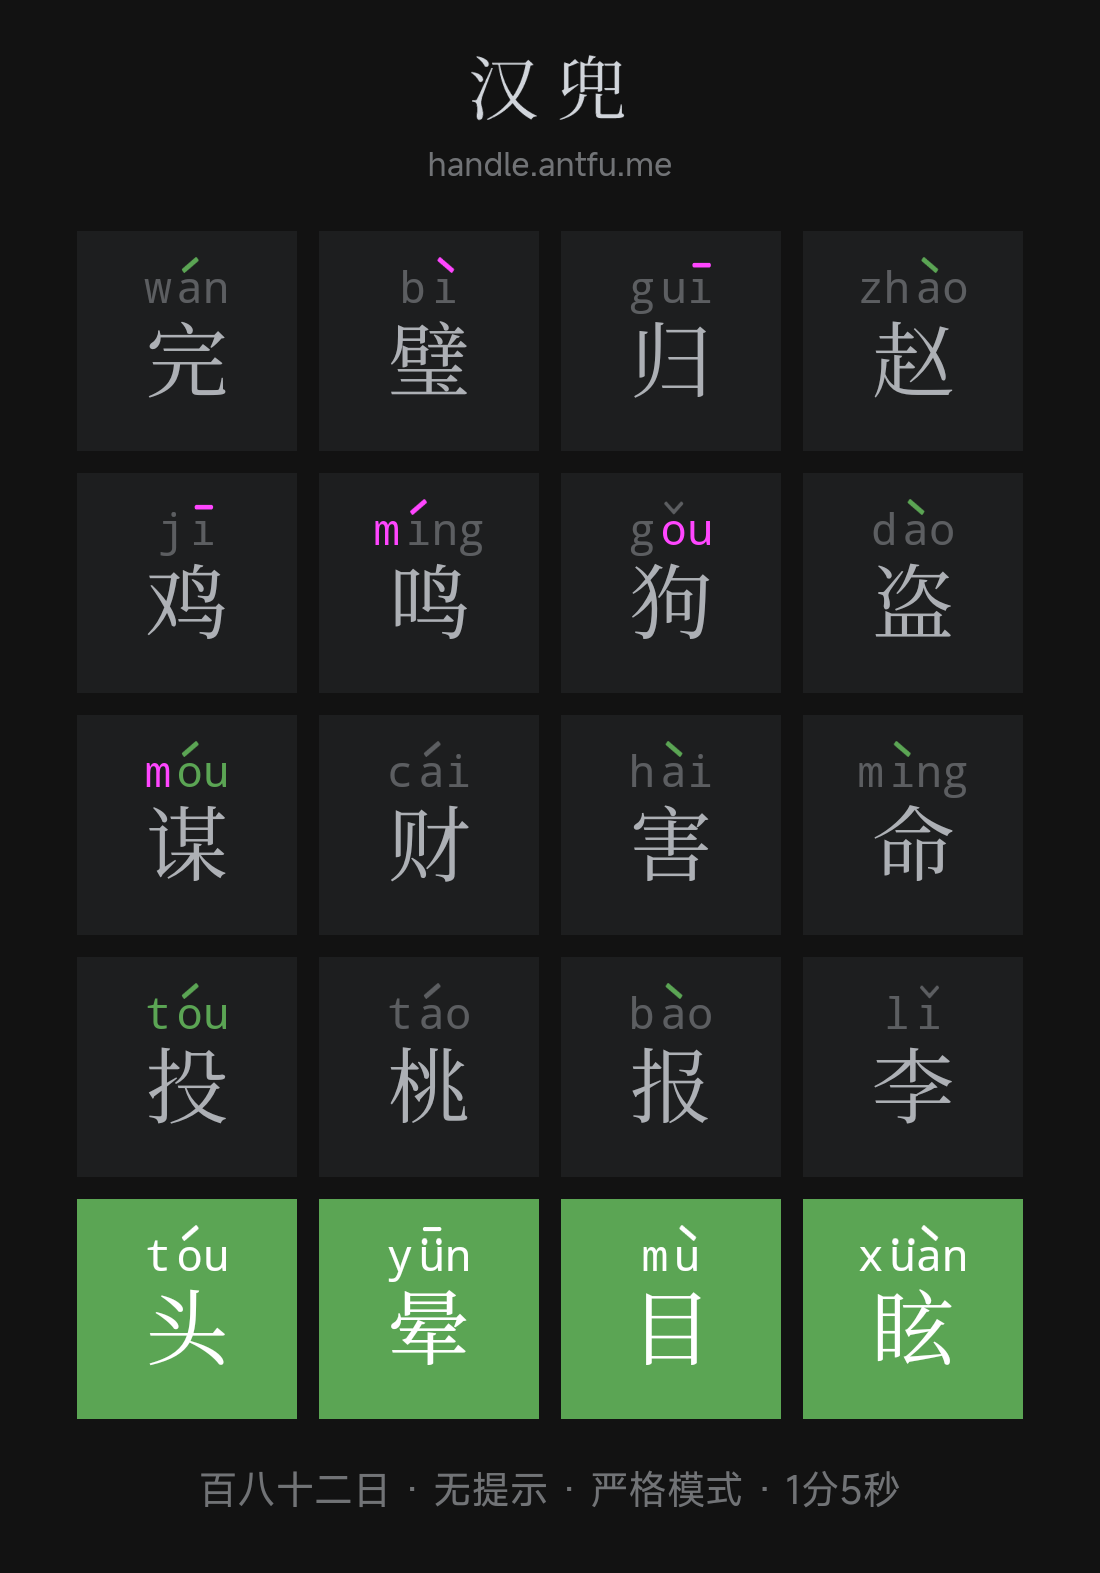 汉兜
handle.antfu.me
wán bì guī zhào
完 璧 归 赵
jī míng gǒu dào
鸡 鸣 狗 盗
móu cái hài mìng
谋 财 害 命
tóu táo bào lǐ
投 桃 报 李
tóu yǖn mù xüàn
头 晕 目 眩
百八十二日 · 无提示 · 严格模式 · 1分5秒